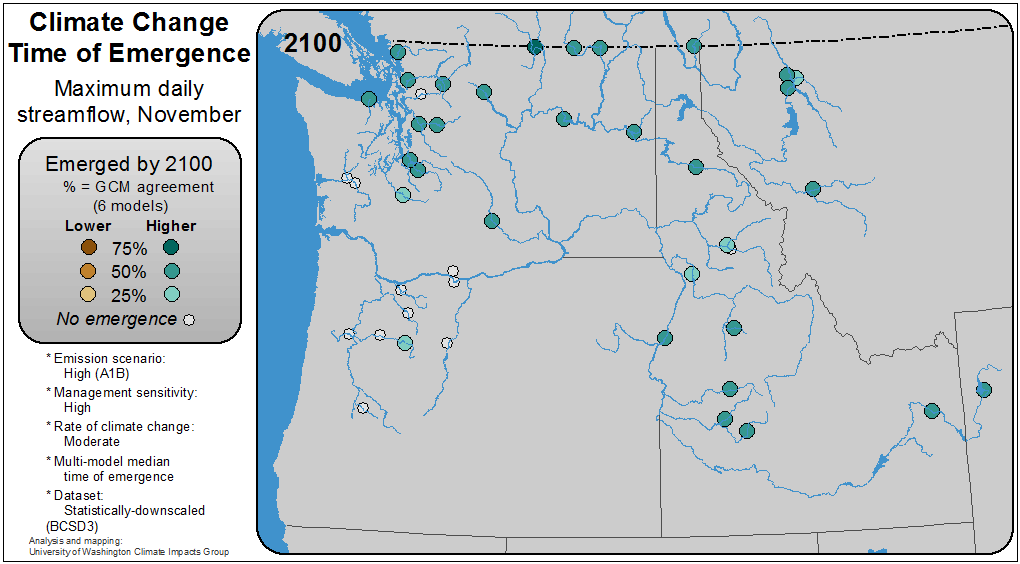 Climate Change
Time of Emergence
Maximum daily
streamflow, November
Emerged by 2100
% = GCM agreement
(6 models)
Lower Higher
75%
50%
25%
No emergence
* Emission scenario:
High (A1B)
* Management sensitivity:
High
* Rate of climate change:
Moderate
* Multi-model median
time of emergence
* Dataset:
Statistically-downscaled
(BCSD3)
Analysis and mapping:
University of Washington Climate Impacts Group
2100